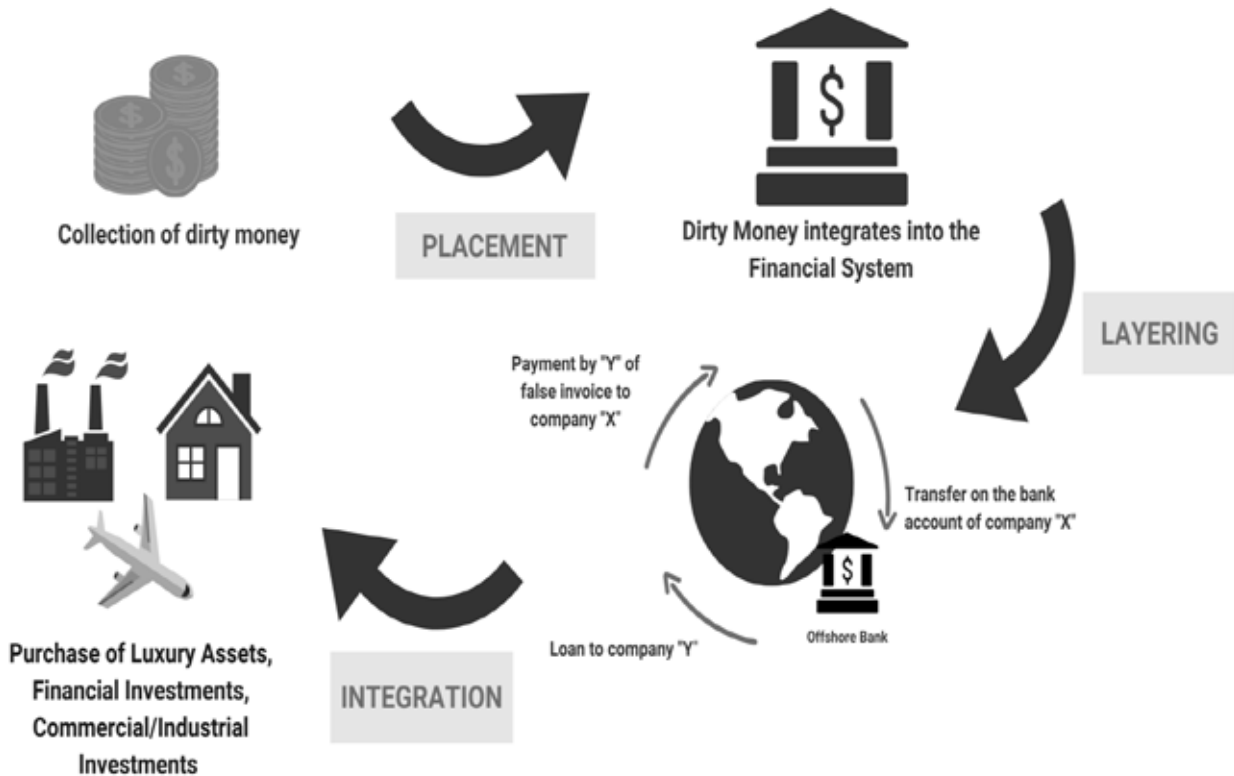 Collection of dirty money
PLACEMENT
$
Dirty Money integrates into the
Financial System
LAYERING
Payment by "Y" of
false invoice to
company "X"
Transfer on the bank
account of company "X"
$
Offshore Bank
Loan to company "Y"
INTEGRATION
Purchase of Luxury Assets,
Financial Investments,
Commercial/Industrial
Investments
$
$
$